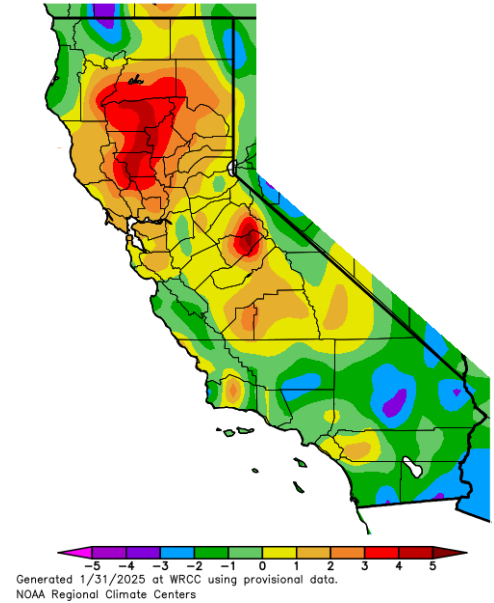 -5 -4 -3 -2 -1 0 1 2 3 4 5
Generated 1/31/2025 at WRCC using provisional data.
NOAA Regional Climate Centers